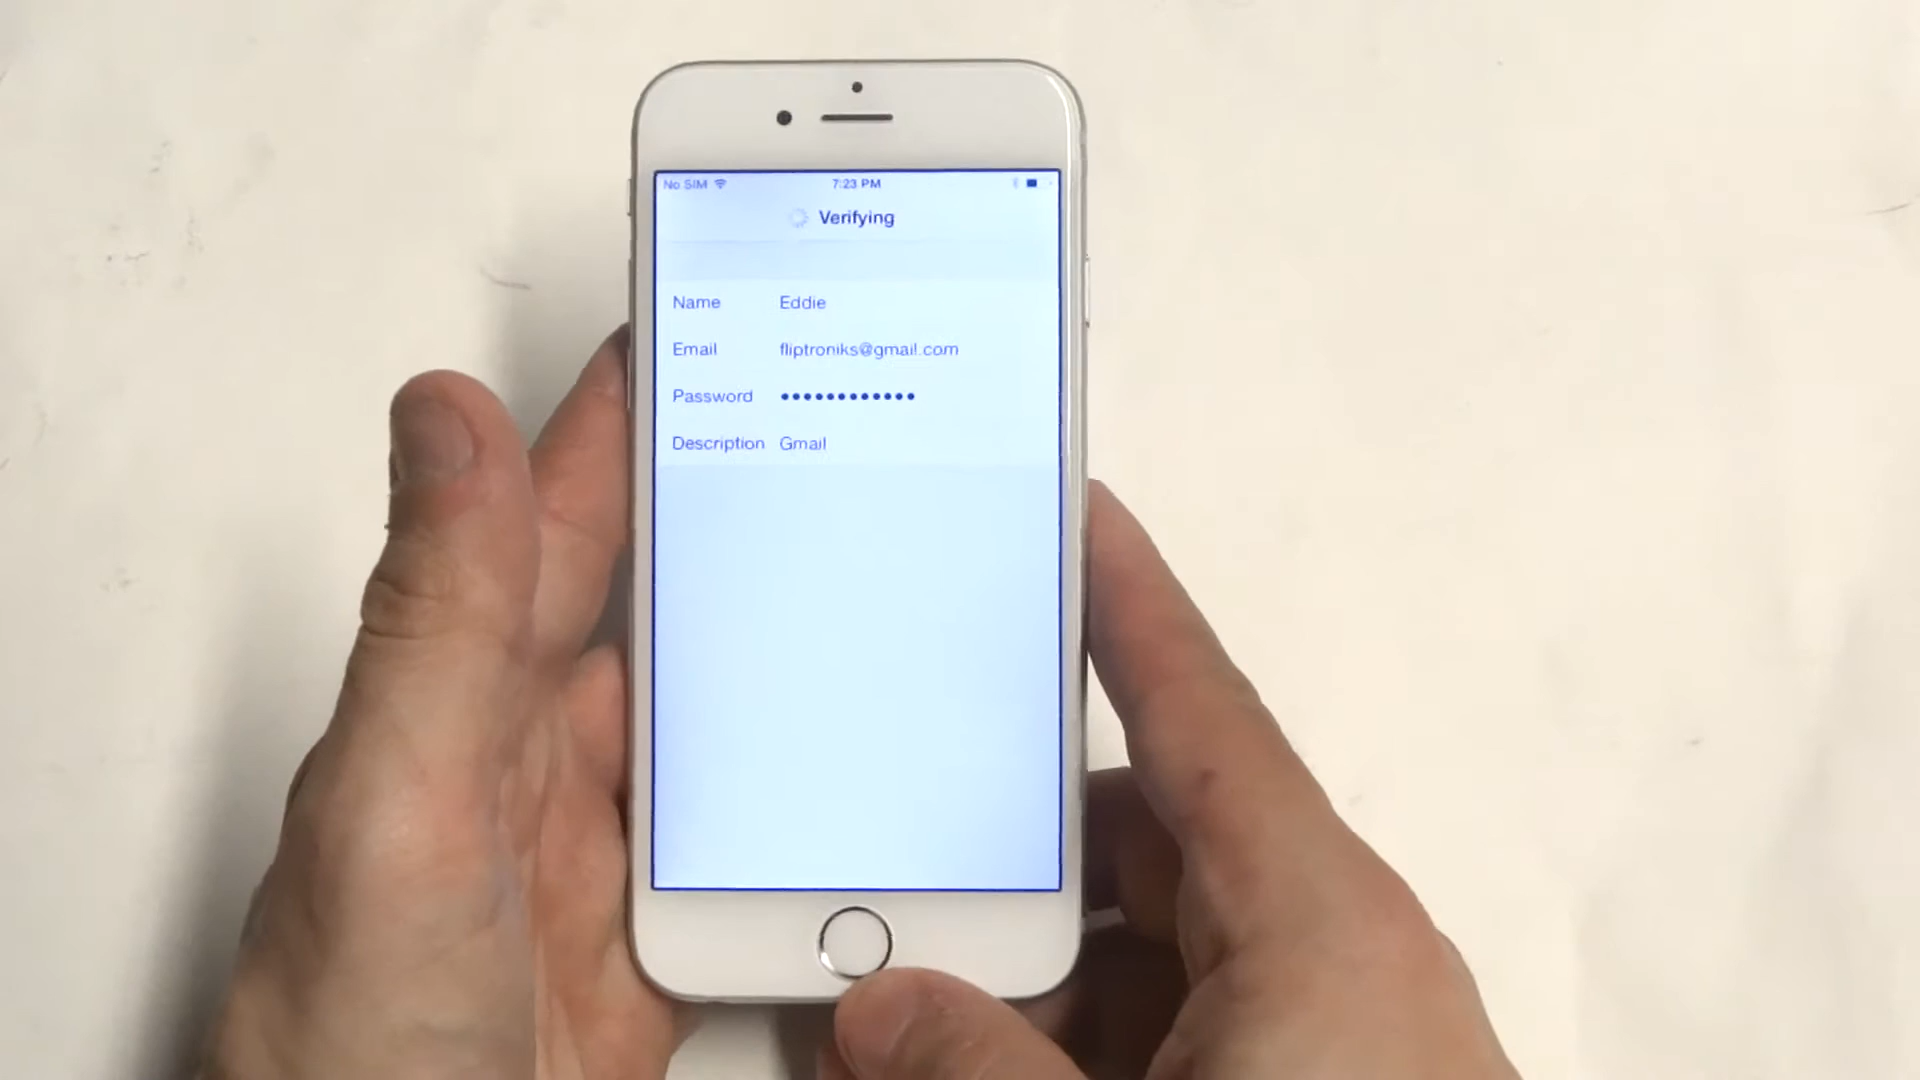 No SIM 7:23 PM
Verifying
Name Eddie
Email fliptroniks@gmail.com
Password ●●●●●●●●●●●●
Description Gmail